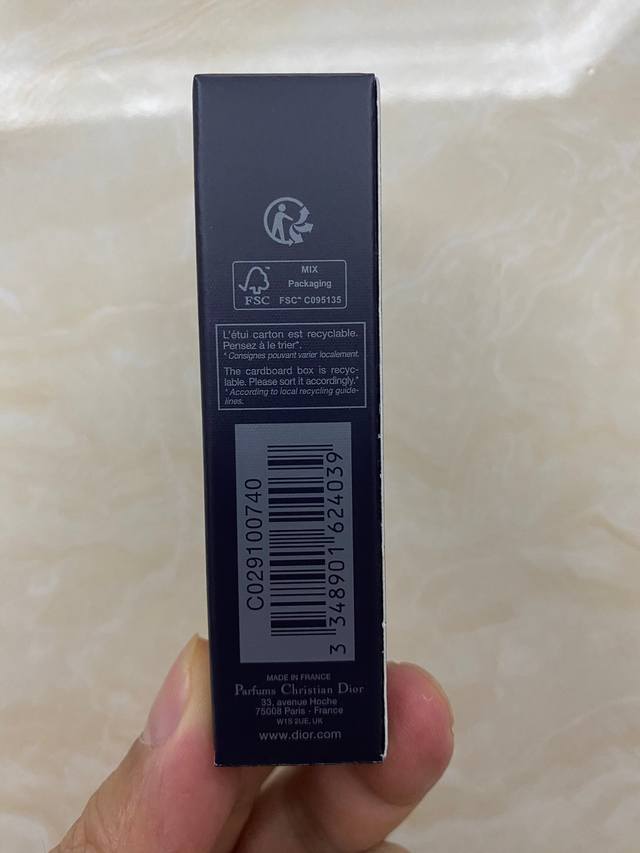 MIX
Packaging
FSC™ C095135
FSC
L'étui carton est recyclable.
Pensez à le trier*.
* Consignes pouvant varier localement.
The cardboard box is recyc-
lable. Please sort it accordingly.*
* According to local recycling guide-
lines.
C029100740
3 348901 624039
MADE IN FRANCE
Parfums Christian Dior
33, avenue Hoche
75008 Paris - France
W1S 2UE, UK
www.dior.com